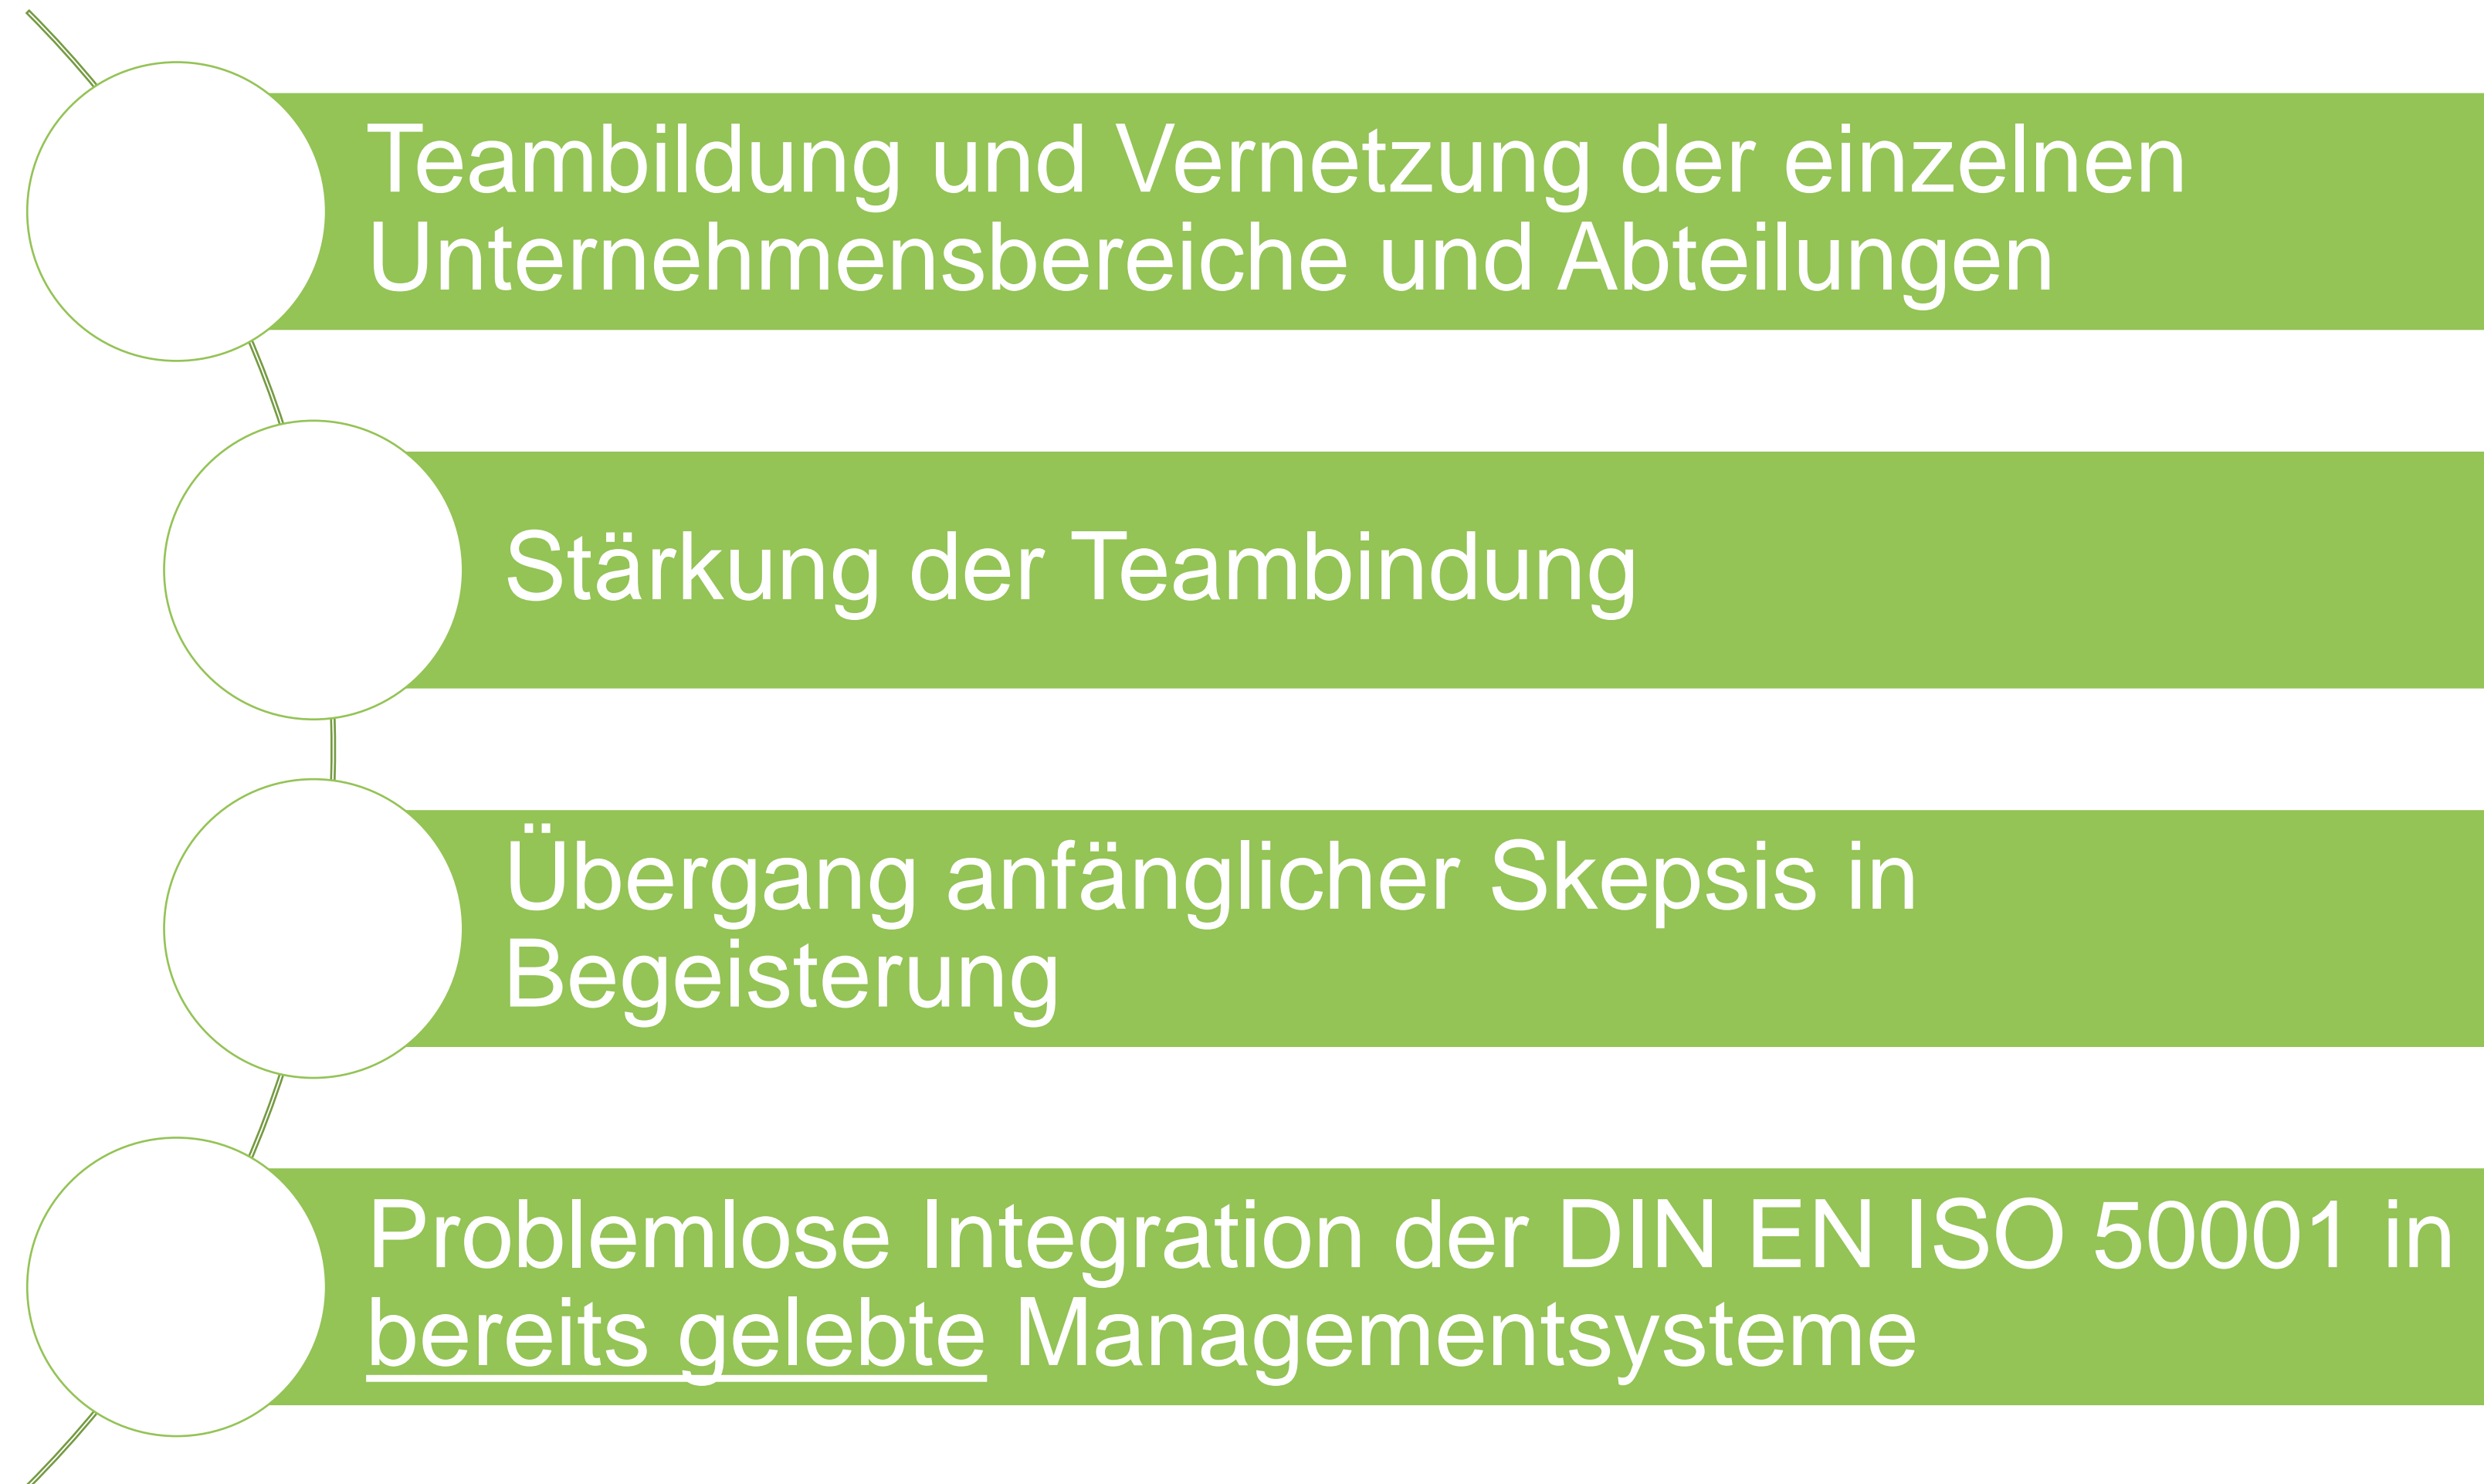 Teambildung und Vernetzung der einzelnen
Unternehmensbereiche und Abteilungen
Stärkung der Teambindung
Übergang anfänglicher Skepsis in
Begeisterung
Problemlose Integration der DIN EN ISO 50001 in
bereits gelebte Managementsysteme